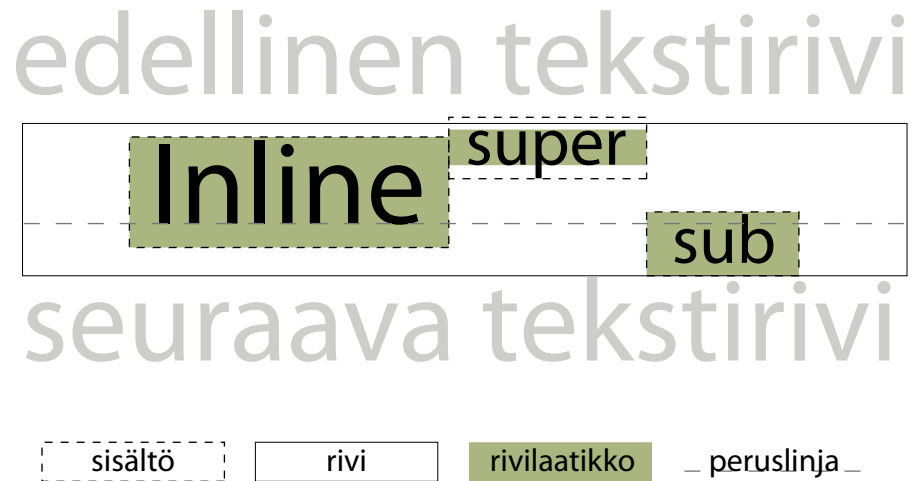 edellinen tekstirivi
Inline super sub
seuraava tekstirivi
sisältö rivi rivilaatikko peruslinja